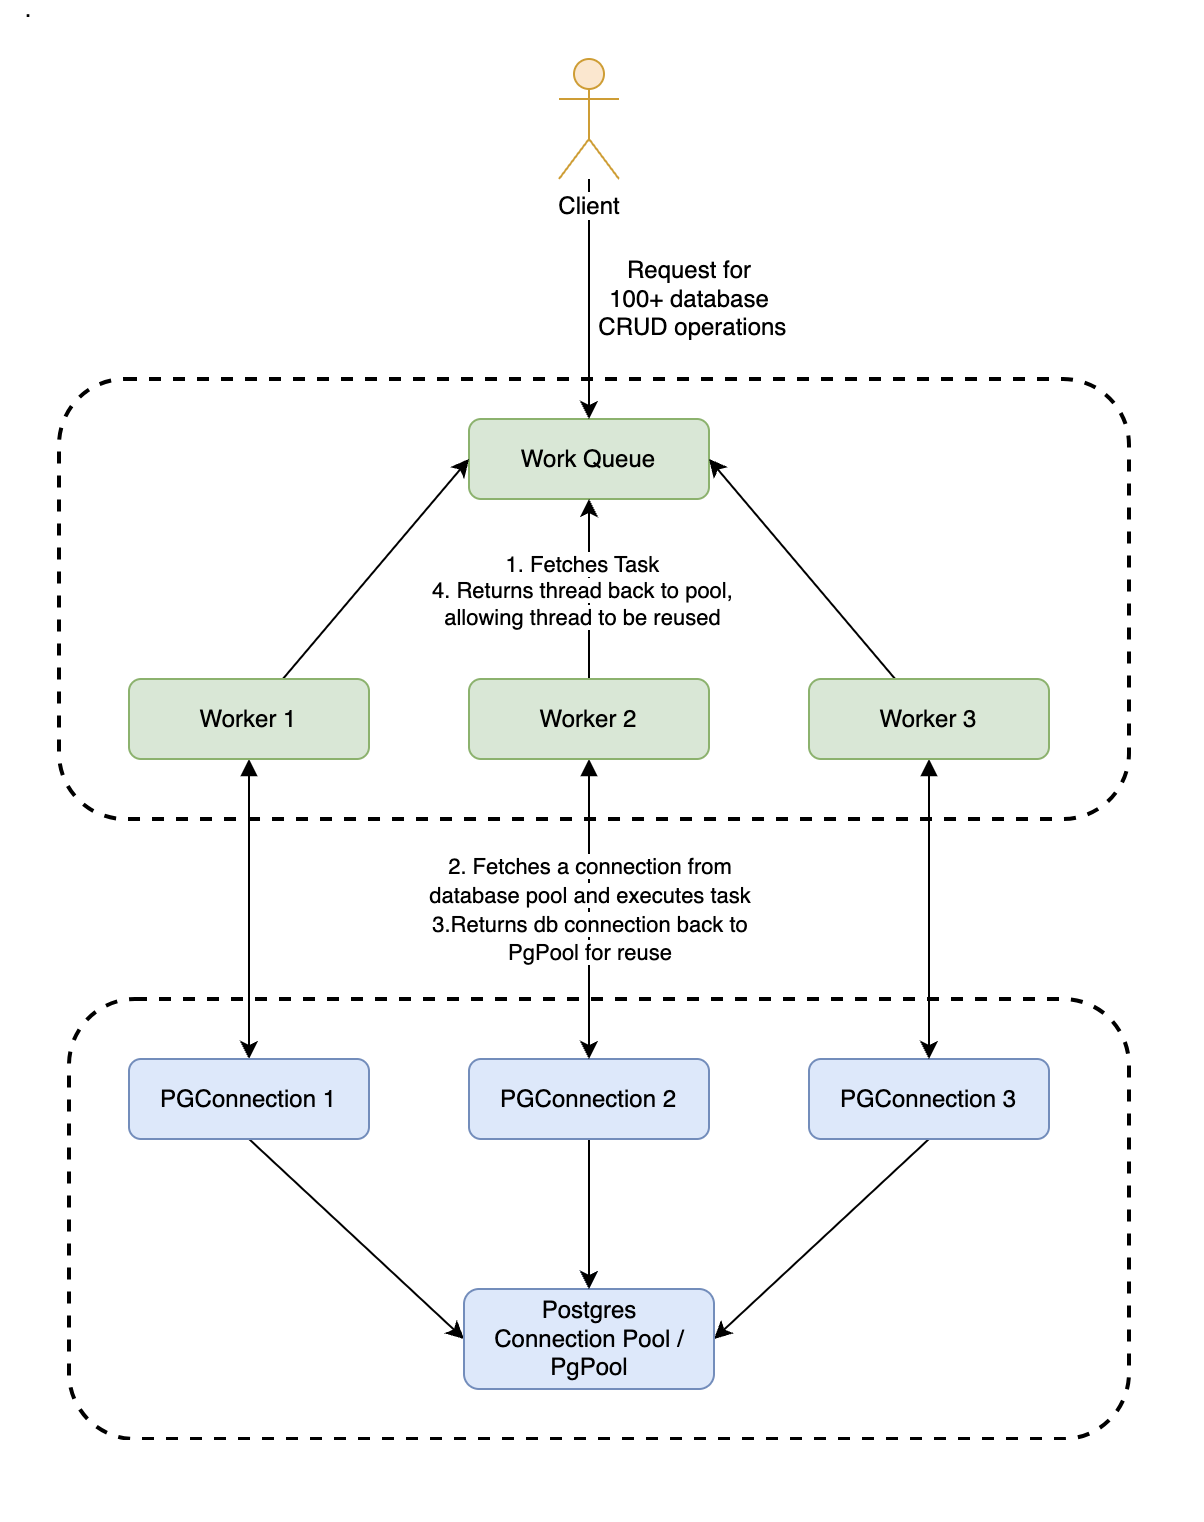 .
Client
Request for
100+ database
CRUD operations
Work Queue
1. Fetches Task
4. Returns thread back to pool,
allowing thread to be reused
Worker 1
Worker 2
Worker 3
2. Fetches a connection from
database pool and executes task
3.Returns db connection back to
PgPool for reuse
PGConnection 1
PGConnection 2
PGConnection 3
Postgres
Connection Pool /
PgPool